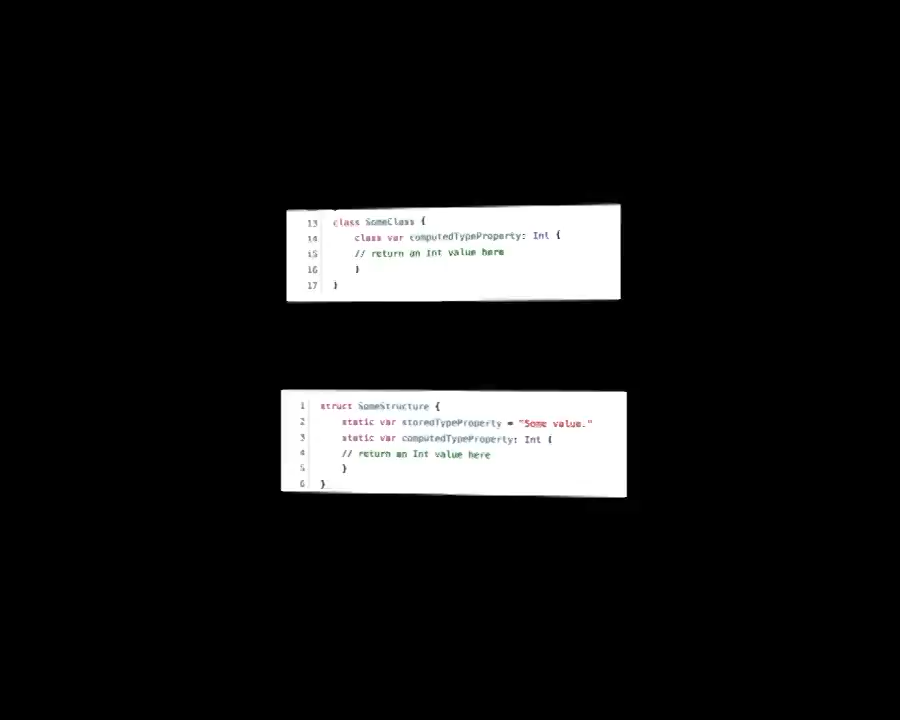 13 class SomeClass {
14 class var computedTypeProperty: Int {
15 // return an Int value here
16 }
17 }
1 struct SomeStructure {
2 static var storedTypeProperty = "Some value."
3 static var computedTypeProperty: Int {
4 // return an Int value here
5 }
6 }